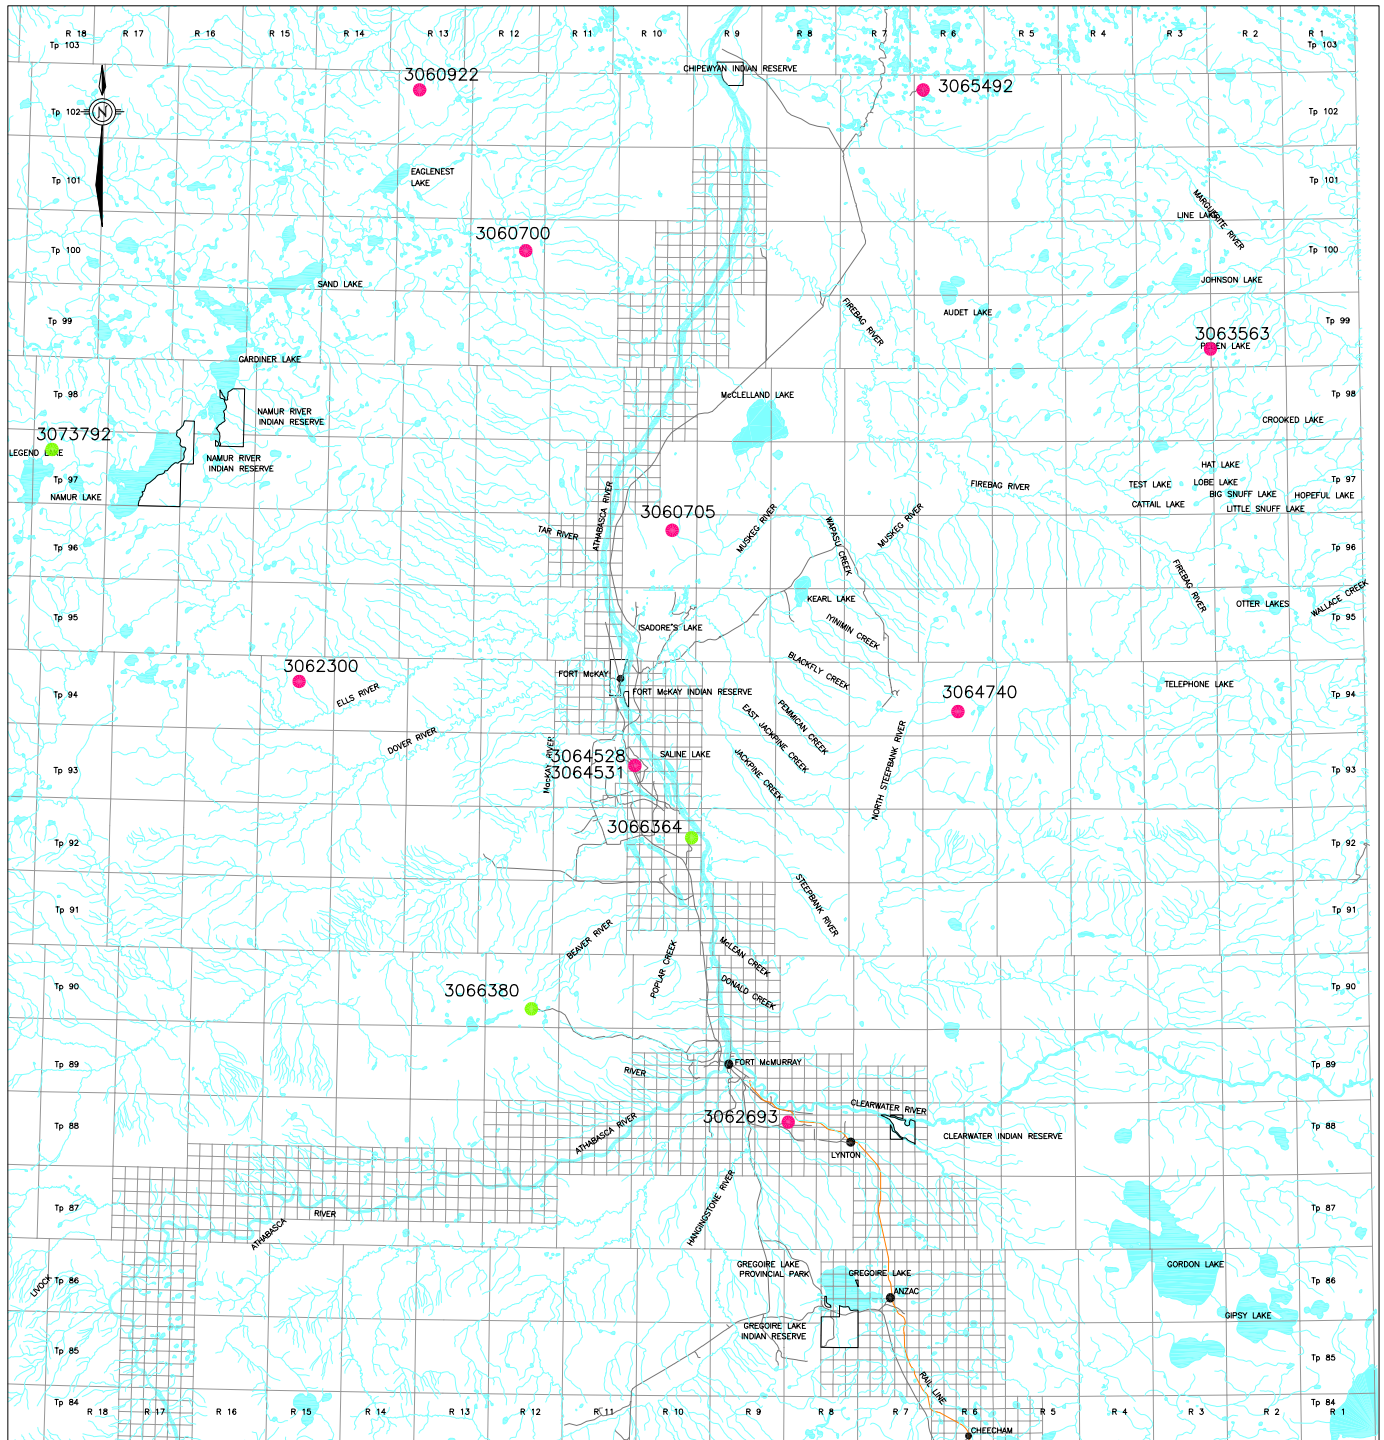 R 18
R 17
R 16
R 15
R 14
R 13
R 12
R 11
R 10
R 9
R 8
R 7
R 6
R 5
R 4
R 3
R 2
R 1
Tp 103
Tp 103
CHIPEWYAN INDIAN RESERVE
3060922
3065492
N
Tp 102
Tp 102
EAGLENEST
LAKE
Tp 101
Tp 101
MARGUERITE RIVER
LINE LAKE
3060700
Tp 100
Tp 100
SAND LAKE
JOHNSON LAKE
FIREBAG RIVER
AUDET LAKE
Tp 99
Tp 99
3063563
GARDINER LAKE
Tp 98
McCLELLAND LAKE
Tp 98
NAMUR RIVER
INDIAN RESERVE
CROOKED LAKE
3073792
LEGEND LAKE
NAMUR RIVER
INDIAN RESERVE
HAT LAKE
Tp 97
Tp 97
TEST LAKE
LOBE LAKE
FIREBAG RIVER
NAMUR LAKE
BIG SNUFF LAKE
HOPEFUL LAKE
CATTAIL LAKE
LITTLE SNUFF LAKE
ATHABASCA RIVER
3060705
TAR RIVER
MUSKEG RIVER
WAPASU CREEK
MUSKEG RIVER
Tp 96
Tp 96
FIREBAG RIVER
KEARL LAKE
OTTER LAKES
WALLACE CREEK
Tp 95
Tp 95
ISADORE'S LAKE
IYINIMIN CREEK
3062300
FORT McKAY
BLACKFLY CREEK
ELLS RIVER
FORT McKAY INDIAN RESERVE
3064740
TELEPHONE LAKE
Tp 94
Tp 94
PEMMICAN CREEK
EAST JACKPINE CREEK
DOVER RIVER
MacKAY RIVER
3064528
SALINE LAKE
3064531
JACKPINE CREEK
NORTH STEEPBANK RIVER
Tp 93
Tp 93
3066364
Tp 92
Tp 92
STEEPBANK RIVER
Tp 91
Tp 91
BEAVER RIVER
POPLAR CREEK
McLEAN CREEK
DONALD CREEK
Tp 90
Tp 90
3066380
FORT McMURRAY
Tp 89
Tp 89
RIVER
CLEARWATER RIVER
3062693
ATHABASCA RIVER
Tp 88
Tp 88
CLEARWATER INDIAN RESERVE
LYNTON
HANGINGSTONE RIVER
Tp 87
Tp 87
ATHABASCA
RIVER
GREGOIRE LAKE
PROVINCIAL PARK
GREGOIRE LAKE
GORDON LAKE
LIVOCK
Tp 86
Tp 86
ANZAC
GIPSY LAKE
GREGOIRE LAKE
INDIAN RESERVE
Tp 85
Tp 85
RAIL LINE
Tp 84
Tp 84
R 18
R 17
R 16
R 15
R 14
R 13
R 12
R 11
R 10
R 9
R 8
R 7
R 6
R 5
R 4
R 3
R 2
R 1
CHEECHAM